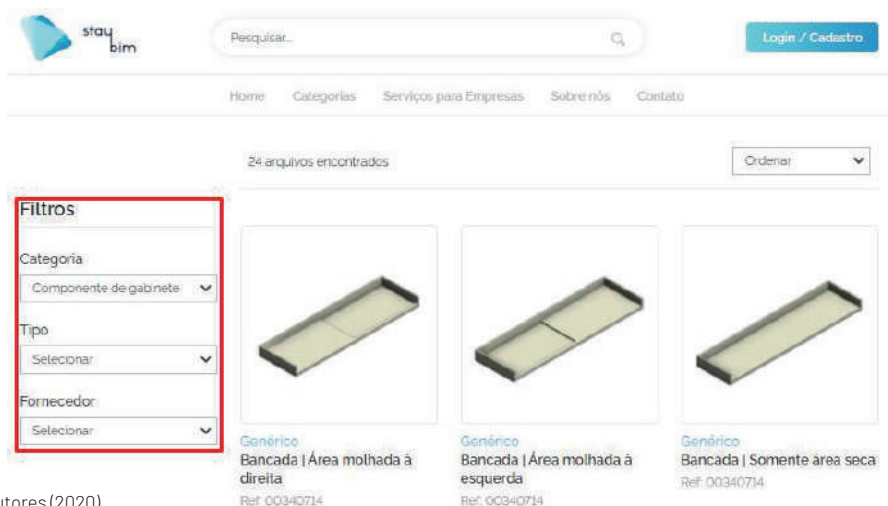 stay
bim
Pesquisar...
Login / Cadastro
Home Categorias Serviços para Empresas Sobre nós Contato
24 arquivos encontrados
Ordenar
Filtros
Categoria
Componente de gabinete
Tipo
Selecionar
Fornecedor
Selecionar
Genérico
Bancada | Área molhada à
direita
Ref: 00340714
Genérico
Bancada | Área molhada à
esquerda
Ref: 00340714
Genérico
Bancada | Somente área seca
Ref: 00340714
utores (2020)